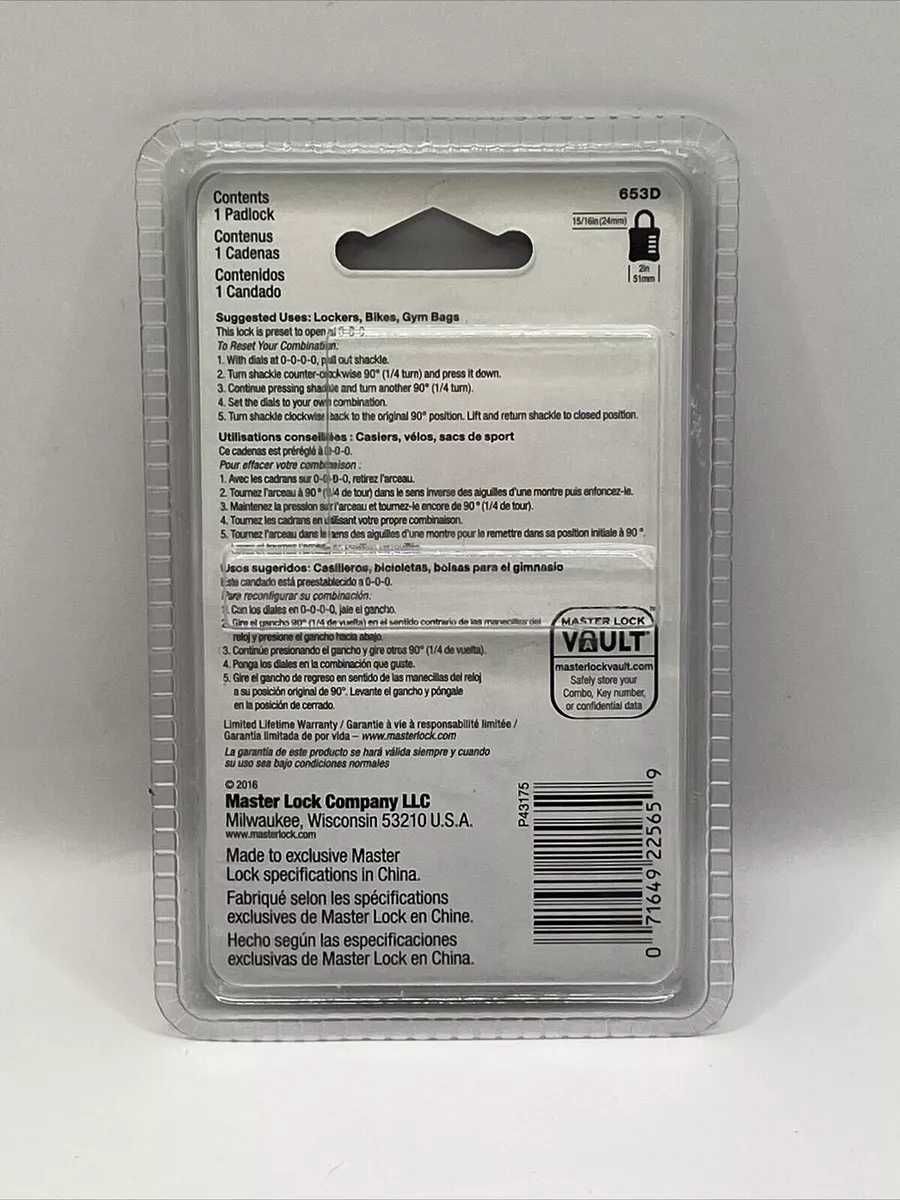 Contents
1 Padlock
Contenus
1 Cadenas
Contenidos
1 Candado
653D
15/16in (24mm)
2in
51mm
Suggested Uses: Lockers, Bikes, Gym Bags
This lock is preset to open at 0-0-0.
To Reset Your Combination:
1. With dials at 0-0-0-0, pull out shackle.
2. Turn shackle counter-clockwise 90° (1/4 turn) and press it down.
3. Continue pressing shackle and turn another 90° (1/4 turn).
4. Set the dials to your own combination.
5. Turn shackle clockwise back to the original 90° position. Lift and return shackle to closed position.
Utilisations conseillées : Casiers, vélos, sacs de sport
Ce cadenas est préréglé à 0-0-0.
Pour effacer votre combinaison :
1. Avec les cadrans sur 0-0-0-0, retirez l'arceau.
2. Tournez l'arceau à 90 ° (1/4 de tour) dans le sens inverse des aiguilles d'une montre puis enfoncez-le.
3. Maintenez la pression sur l'arceau et tournez-le encore de 90 ° (1/4 de tour).
4. Tournez les cadrans en utilisant votre propre combinaison.
5. Tournez l'arceau dans le sens des aiguilles d'une montre pour le remettre dans sa position initiale à 90 °.
Usos sugeridos: Casilleros, bicicletas, bolsas para el gimnasio
Este candado está preestablecido a 0-0-0.
Para reconfigurar su combinación:
1. Con los diales en 0-0-0-0, jale el gancho.
2. Gire el gancho 90° (1/4 de vuelta) en el sentido contrario de las manecillas del
reloj y presione el gancho hacia abajo.
3. Continúe presionando el gancho y gire otros 90° (1/4 de vuelta).
4. Ponga los diales en la combinación que guste.
5. Gire el gancho de regreso en sentido de las manecillas del reloj
a su posición original de 90°. Levante el gancho y póngale
en la posición de cerrado.
MASTER LOCK
VAULT™
masterlockvault.com
Safely store your
Combo, Key number,
or confidential data
Limited Lifetime Warranty / Garantie à vie à responsabilité limitée /
Garantía limitada de por vida – www.masterlock.com
La garantía de este producto se hará válida siempre y cuando
su uso sea bajo condiciones normales
© 2016
Master Lock Company LLC
Milwaukee, Wisconsin 53210 U.S.A.
www.masterlock.com
Made to exclusive Master
Lock specifications in China.
Fabriqué selon les spécifications
exclusives de Master Lock en Chine.
Hecho según las especificaciones
exclusivas de Master Lock en China.
P43175
0 71649 22565 9